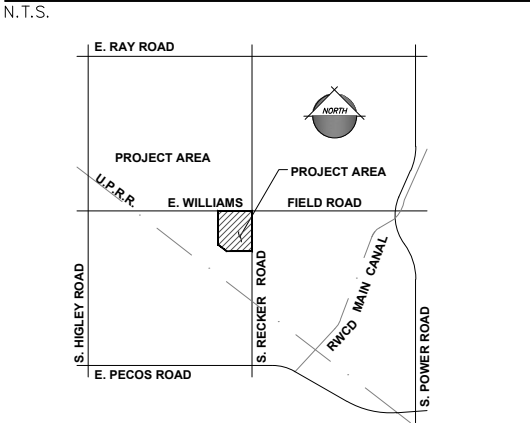 N.T.S.
E. RAY ROAD
NORTH
PROJECT AREA
PROJECT AREA
U.P.R.R.
E. WILLIAMS
FIELD ROAD
S. HIGLEY ROAD
S. RECKER ROAD
RWCD MAIN CANAL
S. POWER ROAD
E. PECOS ROAD